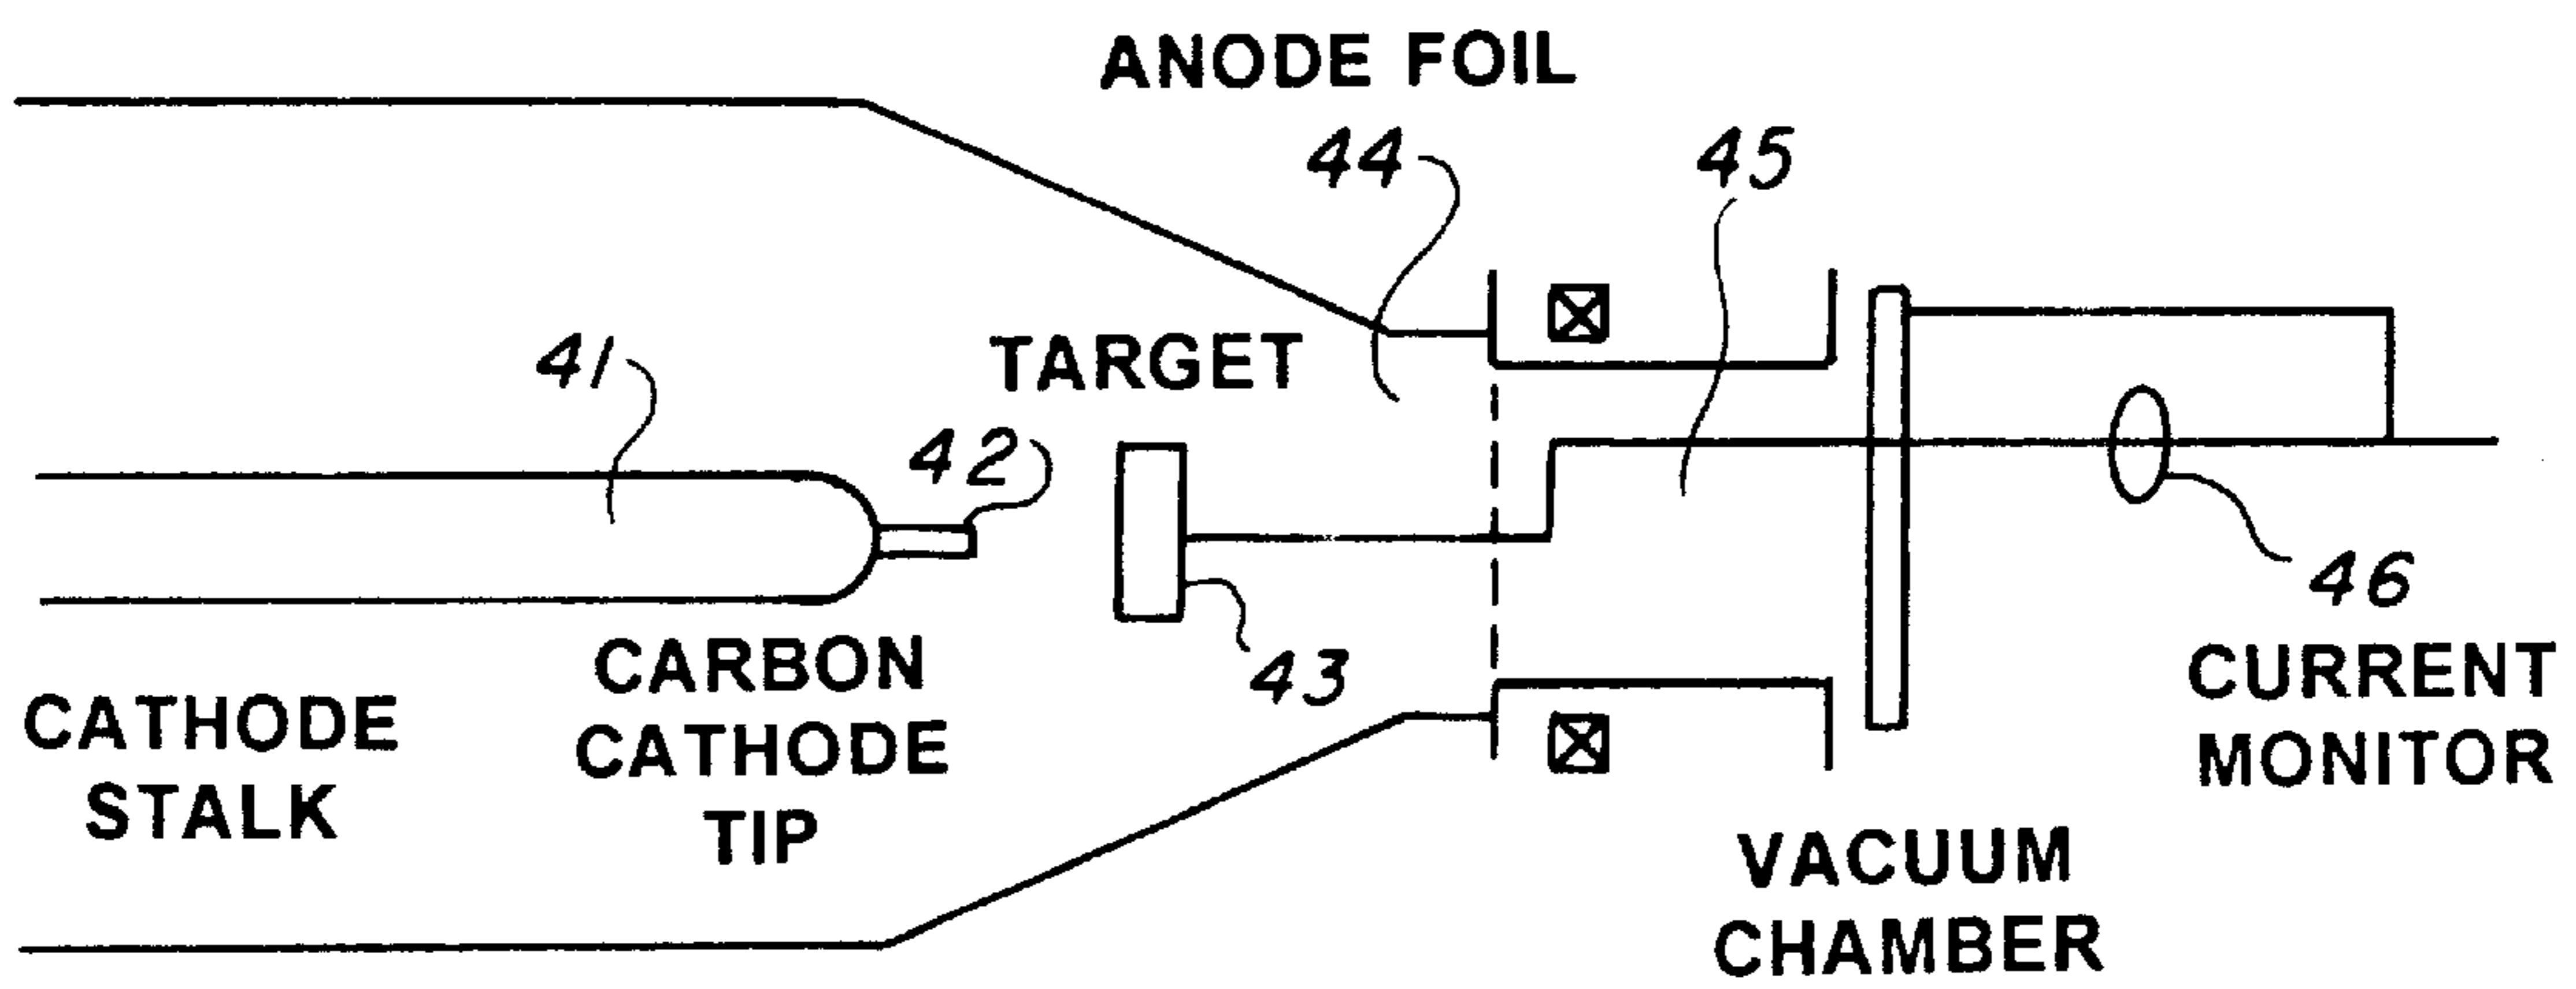 ANODE FOIL
44
45
41
TARGET
42
43
46
CATHODE
STALK
CARBON
CATHODE
TIP
CURRENT
MONITOR
VACUUM
CHAMBER